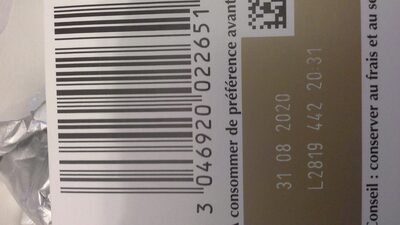 3 046920 022651
A consommer de préférence avant
31 08 2020
L2819 442 20 31
Conseil : conserver au frais et au